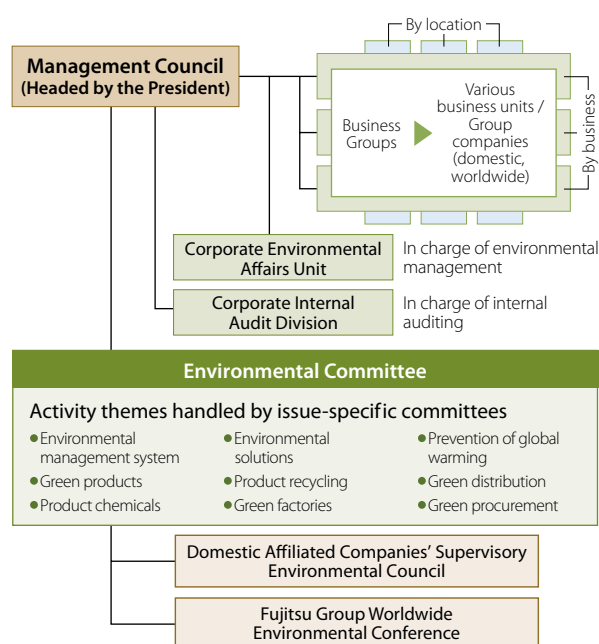 By location
Management Council
(Headed by the President)
Business
Groups
Various
business units /
Group
companies
(domestic,
worldwide)
By business
Corporate Environmental
Affairs Unit
In charge of environmental
management
Corporate Internal
Audit Division
In charge of internal
auditing
Environmental Committee
Activity themes handled by issue-specific committees
● Environmental
management system
● Green products
● Product chemicals
● Environmental
solutions
● Product recycling
● Green factories
● Prevention of global
warming
● Green distribution
● Green procurement
Domestic Affiliated Companies’ Supervisory
Environmental Council
Fujitsu Group Worldwide
Environmental Conference